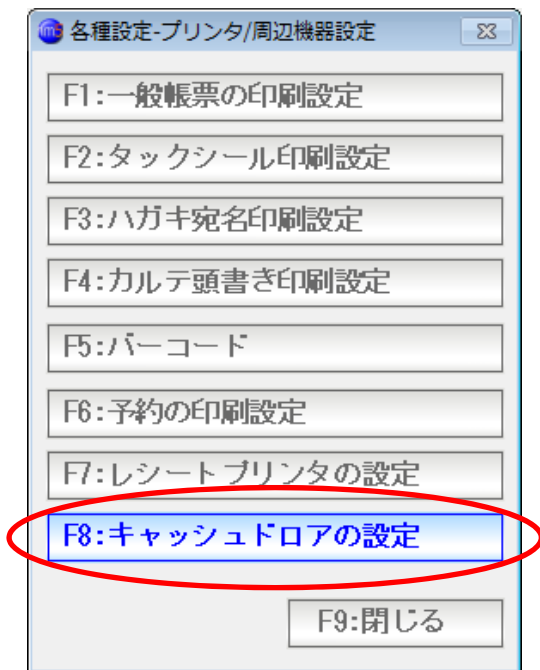 各種設定-プリンタ/周辺機器設定
F1:一般帳票の印刷設定
F2:タックシール印刷設定
F3:ハガキ宛名印刷設定
F4:カルテ頭書き印刷設定
F5:バーコード
F6:予約の印刷設定
F7:レシートプリンタの設定
F8:キャッシュドロアの設定
F9:閉じる